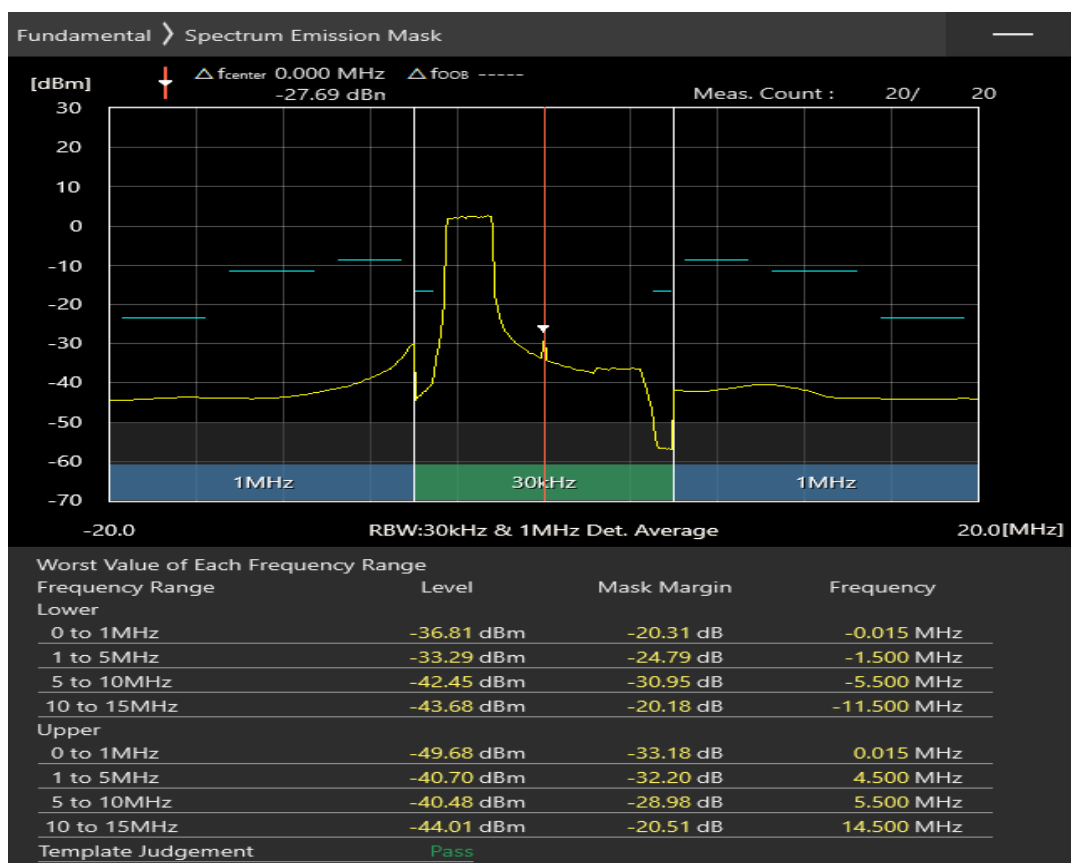 Fundamental ❯ Spectrum Emission Mask
[dBm] △ fcenter 0.000 MHz △ fOOB -----
-27.69 dBn Meas. Count : 20/ 20
30
20
10
0
-10
-20
-30
-40
-50
-60
1MHz 30kHz 1MHz
-70
-20.0 RBW:30kHz & 1MHz Det. Average 20.0[MHz]
Worst Value of Each Frequency Range
Frequency Range Level Mask Margin Frequency
Lower
0 to 1MHz -36.81 dBm -20.31 dB -0.015 MHz
1 to 5MHz -33.29 dBm -24.79 dB -1.500 MHz
5 to 10MHz -42.45 dBm -30.95 dB -5.500 MHz
10 to 15MHz -43.68 dBm -20.18 dB -11.500 MHz
Upper
0 to 1MHz -49.68 dBm -33.18 dB 0.015 MHz
1 to 5MHz -40.70 dBm -32.20 dB 4.500 MHz
5 to 10MHz -40.48 dBm -28.98 dB 5.500 MHz
10 to 15MHz -44.01 dBm -20.51 dB 14.500 MHz
Template Judgement Pass